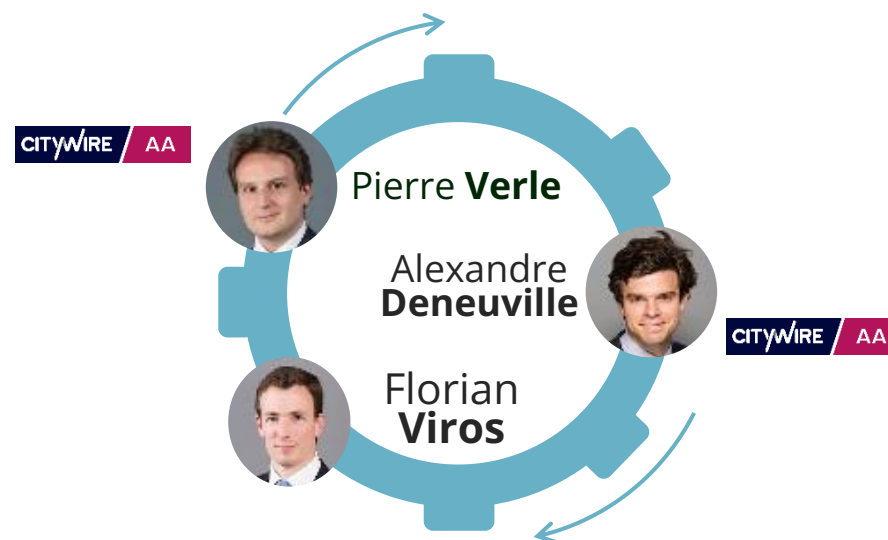 CITYWIRE / AA
Pierre Verle
Alexandre
Deneuville
CITYWIRE / AA
Florian
Viros